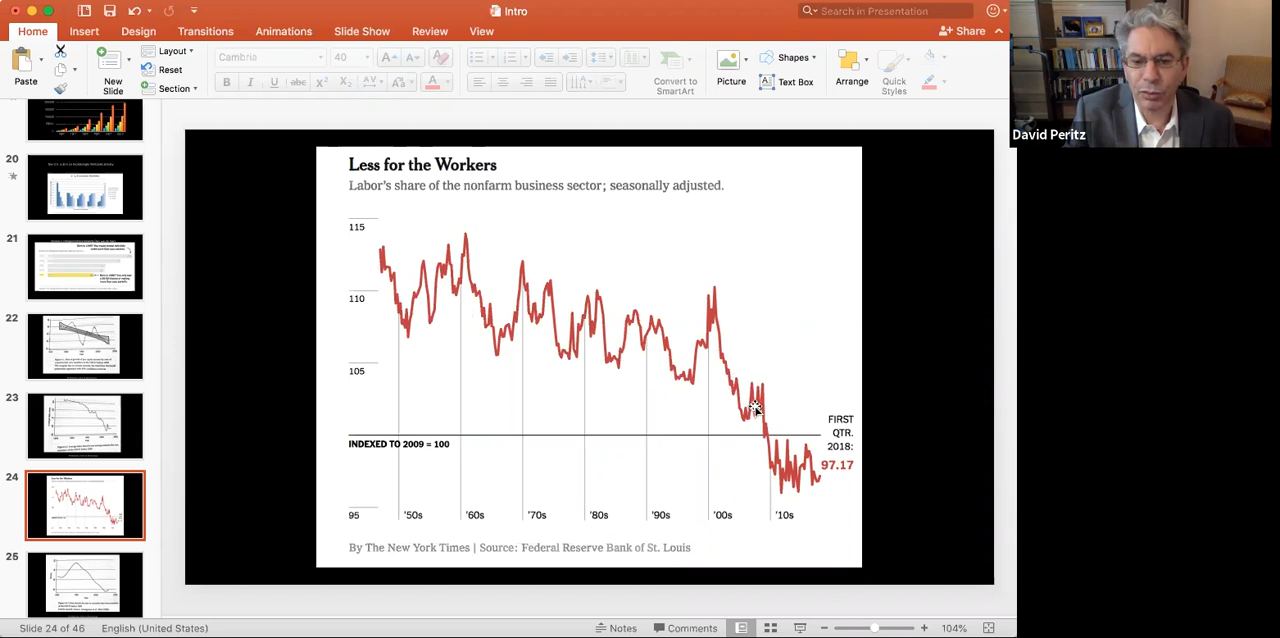 Intro
Search in Presentation
Home
Insert
Design
Transitions
Animations
Slide Show
Review
View
Share
Paste
New
Slide
Layout
Reset
Section
Cambria
40
Convert to
SmartArt
Picture
Shapes
Text Box
Arrange
Quick
Styles
David Peritz
20
21
22
23
24
25
Less for the Workers
Labor's share of the nonfarm business sector; seasonally adjusted.
115
110
105
INDEXED TO 2009 = 100
95
'50s
'60s
'70s
'80s
'90s
'00s
'10s
FIRST
QTR.
2018:
97.17
By The New York Times | Source: Federal Reserve Bank of St. Louis
Slide 24 of 46
English (United States)
Notes
Comments
104%